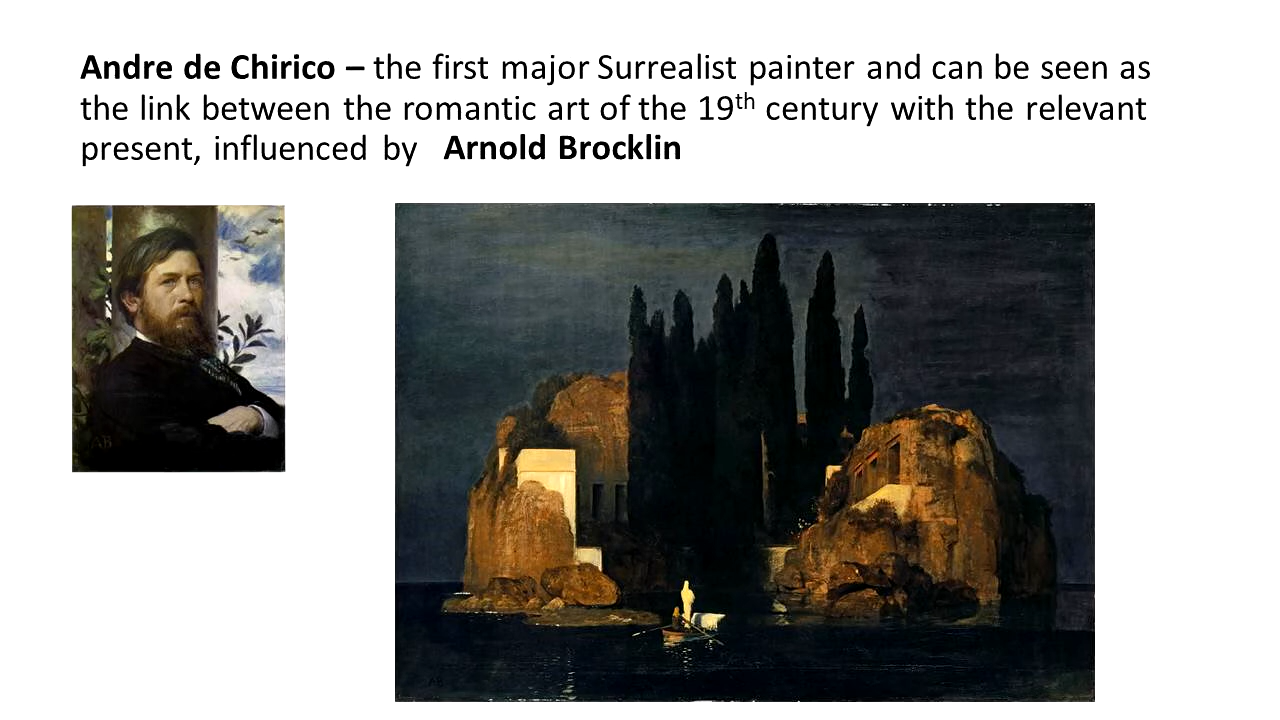 Andre de Chirico – the first major Surrealist painter and can be seen as
the link between the romantic art of the 19th century with the relevant
present, influenced by Arnold Brocklin
AB